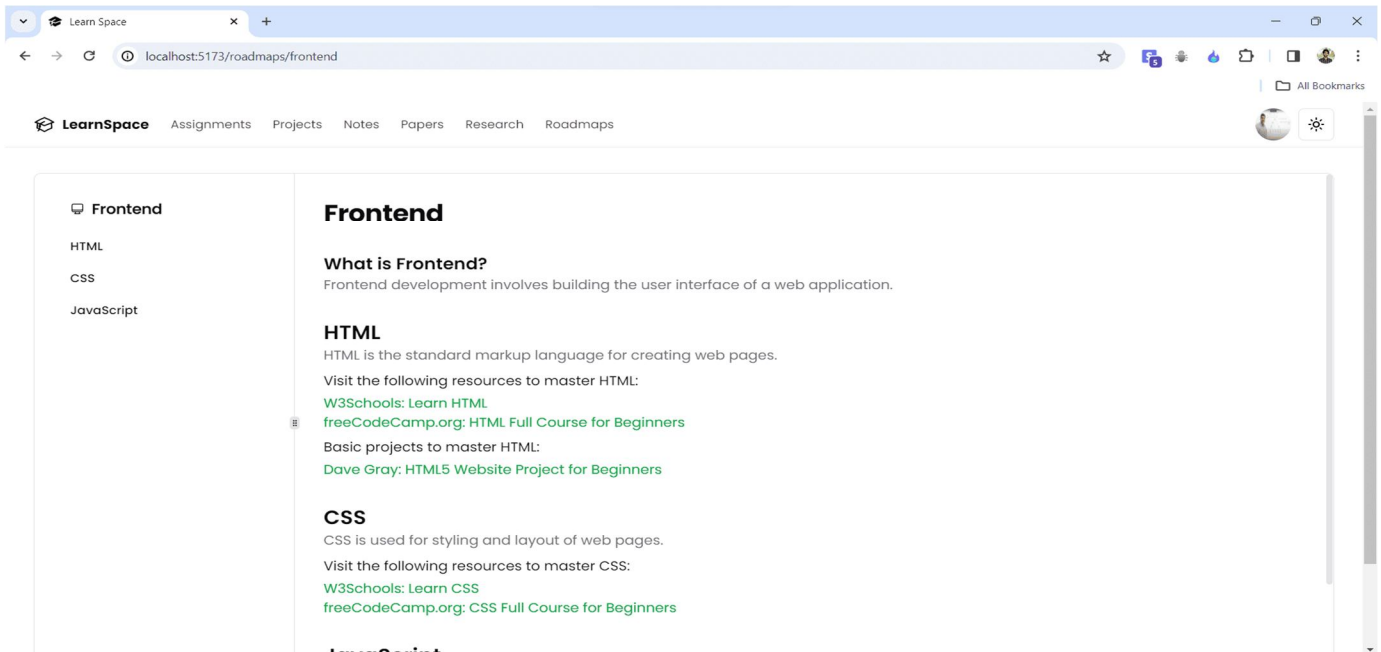 Learn Space
localhost:5173/roadmaps/frontend
5
All Bookmarks
LearnSpace Assignments Projects Notes Papers Research Roadmaps
Frontend
HTML
CSS
JavaScript
Frontend
What is Frontend?
Frontend development involves building the user interface of a web application.
HTML
HTML is the standard markup language for creating web pages.
Visit the following resources to master HTML:
W3Schools: Learn HTML
freeCodeCamp.org: HTML Full Course for Beginners
Basic projects to master HTML:
Dave Gray: HTML5 Website Project for Beginners
CSS
CSS is used for styling and layout of web pages.
Visit the following resources to master CSS:
W3Schools: Learn CSS
freeCodeCamp.org: CSS Full Course for Beginners
JavaScript